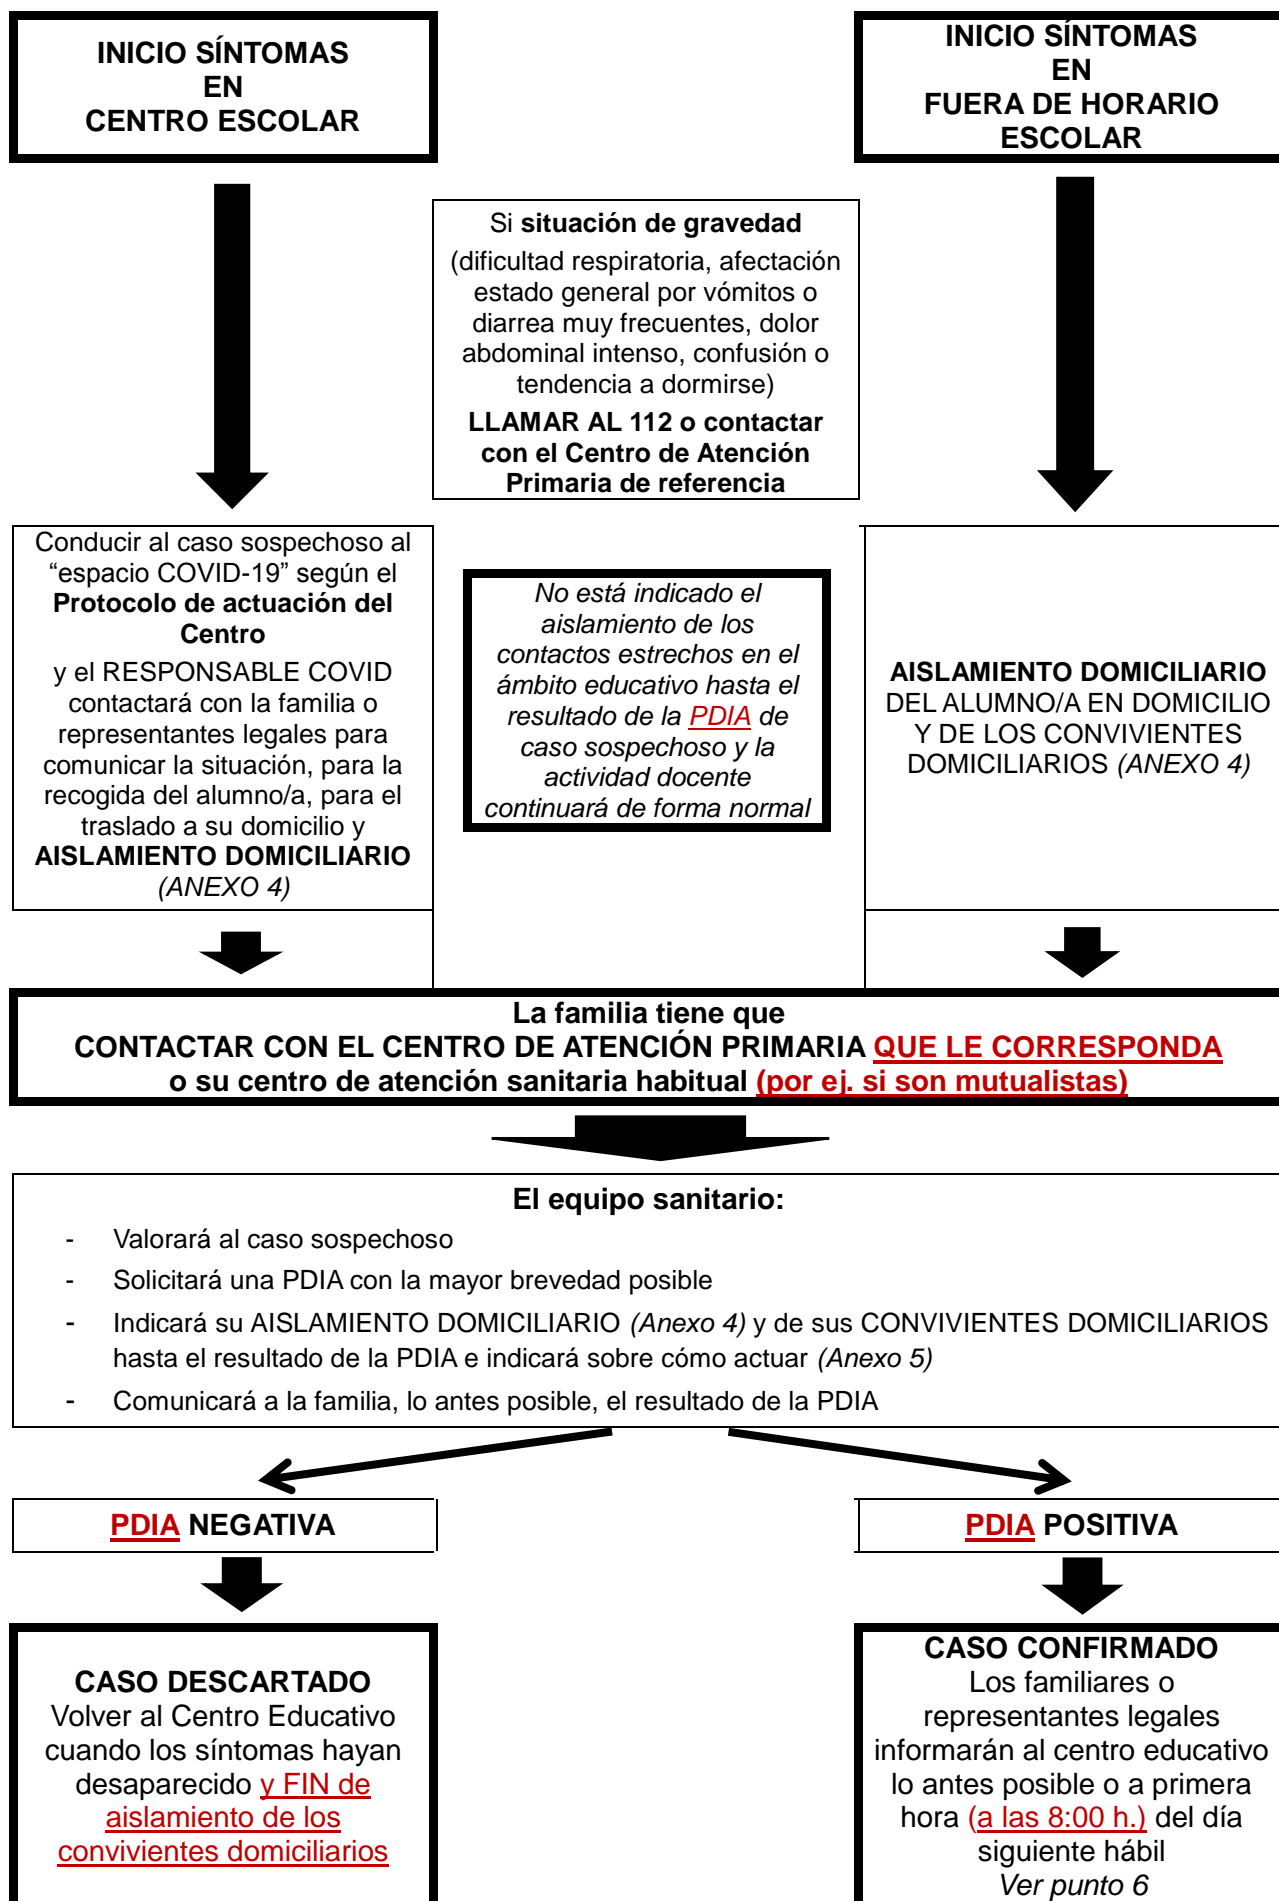 INICIO SÍNTOMAS
EN
CENTRO ESCOLAR
INICIO SÍNTOMAS
EN
FUERA DE HORARIO
ESCOLAR
Si situación de gravedad
(dificultad respiratoria, afectación
estado general por vómitos o
diarrea muy frecuentes, dolor
abdominal intenso, confusión o
tendencia a dormirse)
LLAMAR AL 112 o contactar
con el Centro de Atención
Primaria de referencia
Conducir al caso sospechoso al
“espacio COVID-19” según el
Protocolo de actuación del
Centro
y el RESPONSABLE COVID
contactará con la familia o
representantes legales para
comunicar la situación, para la
recogida del alumno/a, para el
traslado a su domicilio y
AISLAMIENTO DOMICILIARIO
(ANEXO 4)
No está indicado el
aislamiento de los
contactos estrechos en el
ámbito educativo hasta el
resultado de la PDIA de
caso sospechoso y la
actividad docente
continuará de forma normal
AISLAMIENTO DOMICILIARIO
DEL ALUMNO/A EN DOMICILIO
Y DE LOS CONVIVIENTES
DOMICILIARIOS (ANEXO 4)
La familia tiene que
CONTACTAR CON EL CENTRO DE ATENCIÓN PRIMARIA QUE LE CORRESPONDA
o su centro de atención sanitaria habitual (por ej. si son mutualistas)
El equipo sanitario:
- Valorará al caso sospechoso
- Solicitará una PDIA con la mayor brevedad posible
- Indicará su AISLAMIENTO DOMICILIARIO (Anexo 4) y de sus CONVIVIENTES DOMICILIARIOS
hasta el resultado de la PDIA e indicará sobre cómo actuar (Anexo 5)
- Comunicará a la familia, lo antes posible, el resultado de la PDIA
PDIA NEGATIVA
PDIA POSITIVA
CASO DESCARTADO
Volver al Centro Educativo
cuando los síntomas hayan
desaparecido y FIN de
aislamiento de los
convivientes domiciliarios
CASO CONFIRMADO
Los familiares o
representantes legales
informarán al centro educativo
lo antes posible o a primera
hora (a las 8:00 h.) del día
siguiente hábil
Ver punto 6